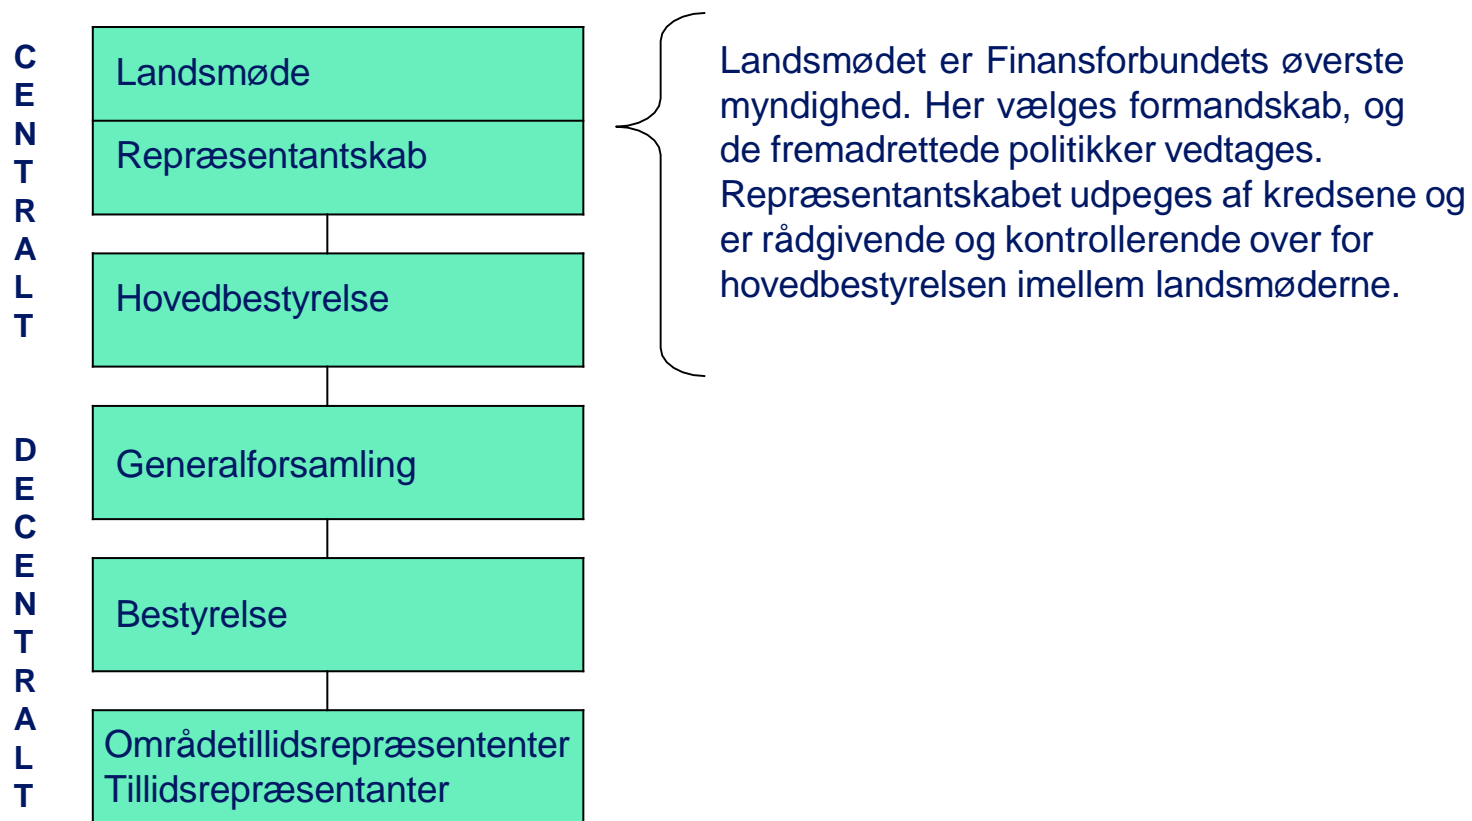 CENTRALT
Landsmøde
Repræsentantskab
Hovedbestyrelse
Landsmødet er Finansforbundets øverste
myndighed. Her vælges formandskab, og
de fremadrettede politikker vedtages.
Repræsentantskabet udpeges af kredsene og
er rådgivende og kontrollerende over for
hovedbestyrelsen imellem landsmøderne.
DECENTRALT
Generalforsamling
Bestyrelse
Områdetillidsrepræsententer
Tillidsrepræsentanter